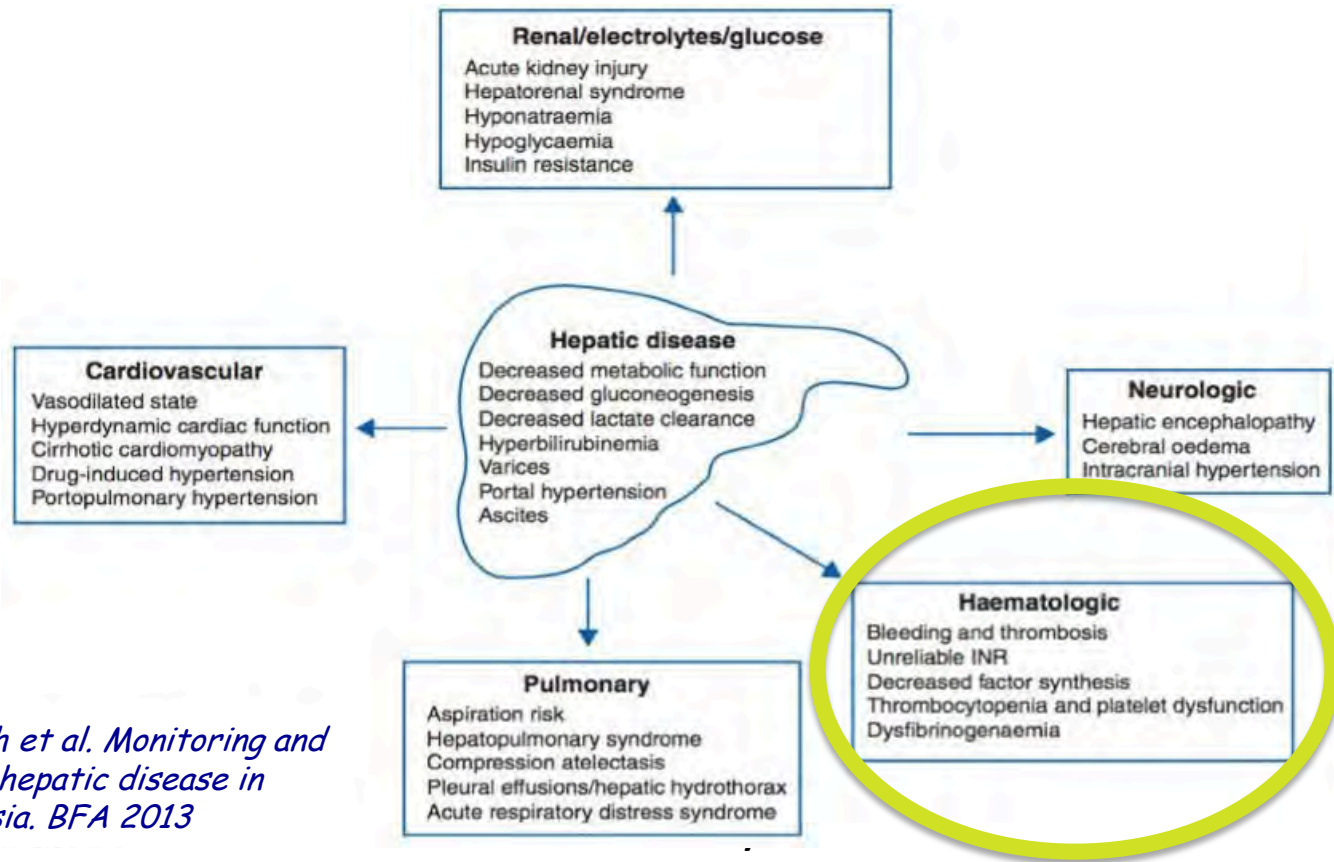 Renal/electrolytes/glucose
Acute kidney injury
Hepatorenal syndrome
Hyponatraemia
Hypoglycaemia
Insulin resistance
Hepatic disease
Decreased metabolic function
Decreased gluconeogenesis
Decreased lactate clearance
Hyperbilirubinemia
Varices
Portal hypertension
Ascites
Cardiovascular
Vasodilated state
Hyperdynamic cardiac function
Cirrhotic cardiomyopathy
Drug-induced hypertension
Portopulmonary hypertension
Neurologic
Hepatic encephalopathy
Cerebral oedema
Intracranial hypertension
Haematologic
Bleeding and thrombosis
Unreliable INR
Decreased factor synthesis
Thrombocytopenia and platelet dysfunction
Dysfibrinogenaemia
Pulmonary
Aspiration risk
Hepatopulmonary syndrome
Compression atelectasis
Pleural effusions/hepatic hydrothorax
Acute respiratory distress syndrome
h et al. Monitoring and
hepatic disease in
sia. BFA 2013